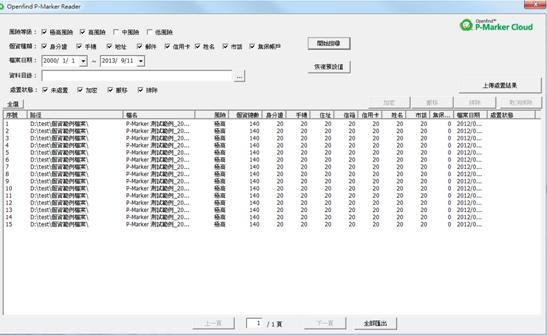 Openfind P-Marker Reader
風險等級： 極高風險 高風險 中風險 低風險
Openfind™
P-Marker Cloud
個資種類： 身分證 手機 地址 郵件 信用卡 姓名 市話 無保帳戶
開始搜尋
檔案日期： 2000/ 1/ 1 ~ 2013/ 9/11
恢復預設值
資料目錄： ...
上傳處置結果
處置狀態： 未處置 加密 搬移 排除
全選 加密 搬移 排除 取消排除
序號 路徑 檔名 風險 個資總數 身分證 手機 住址 信箱 信用卡 姓名 市話 無保... 檔案日期 處置狀態
1 D:\test\個資範例檔案\ P-Marker 測試範例_20... 極高 140 20 20 20 20 20 20 20 0 2012/0...
2 D:\test\個資範例檔案\ P-Marker 測試範例_20... 極高 140 20 20 20 20 20 20 20 0 2012/0...
3 D:\test\個資範例檔案\ P-Marker 測試範例_20... 極高 140 20 20 20 20 20 20 20 0 2012/0...
4 D:\test\個資範例檔案\ P-Marker 測試範例_20... 極高 140 20 20 20 20 20 20 20 0 2012/0...
5 D:\test\個資範例檔案\ P-Marker 測試範例_20... 極高 140 20 20 20 20 20 20 20 0 2012/0...
6 D:\test\個資範例檔案\ P-Marker 測試範例_20... 極高 140 20 20 20 20 20 20 20 0 2012/0...
7 D:\test\個資範例檔案\ P-Marker 測試範例_20... 極高 140 20 20 20 20 20 20 20 0 2012/0...
8 D:\test\個資範例檔案\ P-Marker 測試範例_20... 極高 140 20 20 20 20 20 20 20 0 2012/0...
9 D:\test\個資範例檔案\ P-Marker 測試範例_20... 極高 140 20 20 20 20 20 20 20 0 2012/0...
10 D:\test\個資範例檔案\ P-Marker 測試範例_20... 極高 140 20 20 20 20 20 20 20 0 2012/0...
11 D:\test\個資範例檔案\ P-Marker 測試範例_20... 極高 140 20 20 20 20 20 20 20 0 2012/0...
12 D:\test\個資範例檔案\ P-Marker 測試範例_20... 極高 140 20 20 20 20 20 20 20 0 2012/0...
13 D:\test\個資範例檔案\ P-Marker 測試範例_20... 極高 140 20 20 20 20 20 20 20 0 2012/0...
14 D:\test\個資範例檔案\ P-Marker 測試範例_20... 極高 140 20 20 20 20 20 20 20 0 2012/0...
15 D:\test\個資範例檔案\ P-Marker 測試範例_20... 極高 140 20 20 20 20 20 20 20 0 2012/0...
上一頁 1 / 1 頁 下一頁 全部匯出